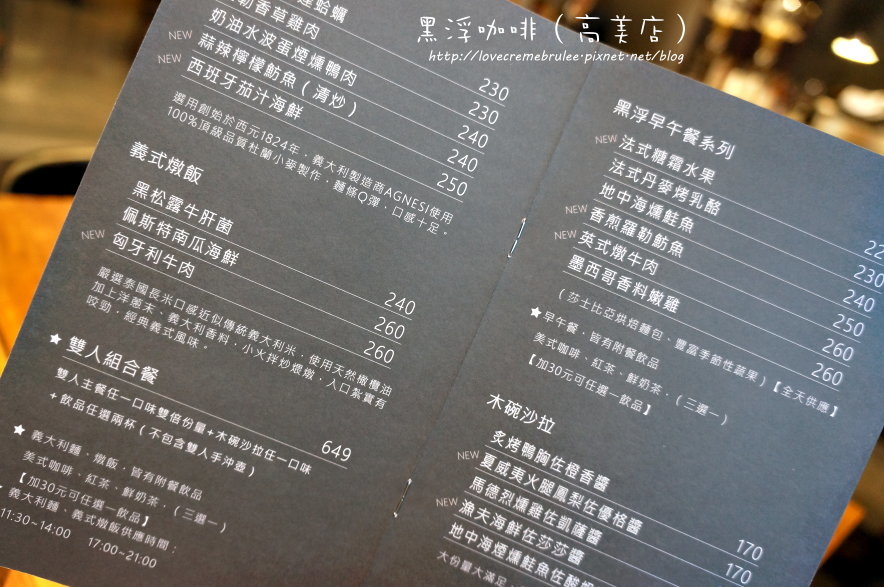 黑浮咖啡（高美店）
http://lovecremebrulee.pixnet.net/blog
蛤蠣
勒香草雞肉 230
NEW 奶油水波蛋煙燻鴨肉 230
蒜辣檸檬魴魚（清炒） 240
NEW 西班牙茄汁海鮮 240
250
選用創始於西元1824年，義大利製造商AGNESI使用
100%頂級品質杜蘭小麥製作，麵條Q彈，口感十足。
義式燉飯
黑松露牛肝菌 240
佩斯特南瓜海鮮 260
NEW 匈牙利牛肉 260
嚴選泰國長米口感近似傳統義大利米，使用天然橄欖油
加上洋蔥末、義大利香料，小火拌炒煨燉，入口紮實有
咬勁，經典義式風味。
★ 雙人組合餐 649
雙人主餐任一口味雙倍份量+木碗沙拉任一口味
+飲品任選兩杯（不包含雙人手沖壺）
★ 義大利麵、燉飯，皆有附餐飲品
美式咖啡、紅茶、鮮奶茶，（三選一）
【加30元可任選一飲品】
義大利麵、義式燉飯供應時間：
11:30~14:00 17:00~21:00
黑浮早午餐系列
NEW 法式糖霜水果 22
法式丹麥烤乳酪 230
地中海燻鮭魚 240
NEW 香煎羅勒魴魚 250
NEW 英式燉牛肉 260
墨西哥香料嫩雞 260
（莎士比亞烘焙麵包、豐富季節性蔬果）【全天供應】
★早午餐，皆有附餐飲品
美式咖啡、紅茶、鮮奶茶，（三選一）
【加30元可任選一飲品】
木碗沙拉
炙烤鴨胸佐橙香醬 170
NEW 夏威夷火腿鳳梨佐優格醬 170
馬德烈燻雞佐凱薩醬
NEW 漁夫海鮮佐莎莎醬
地中海煙燻鮭魚佐
大份量大滿足